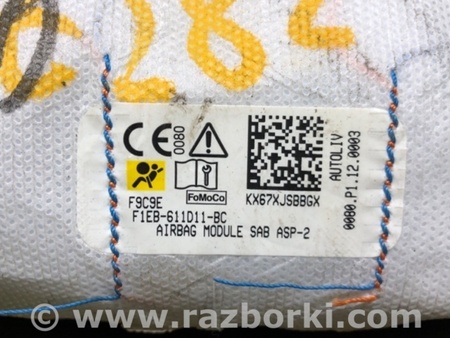 0282
CE 0080
FoMoCo
F9C9E
KX67XJSBBGX
F1EB-611D11-BC
AIRBAG MODULE SAB ASP-2
AUTOLIV
0080.P1.12.0003
© www.razborki.com